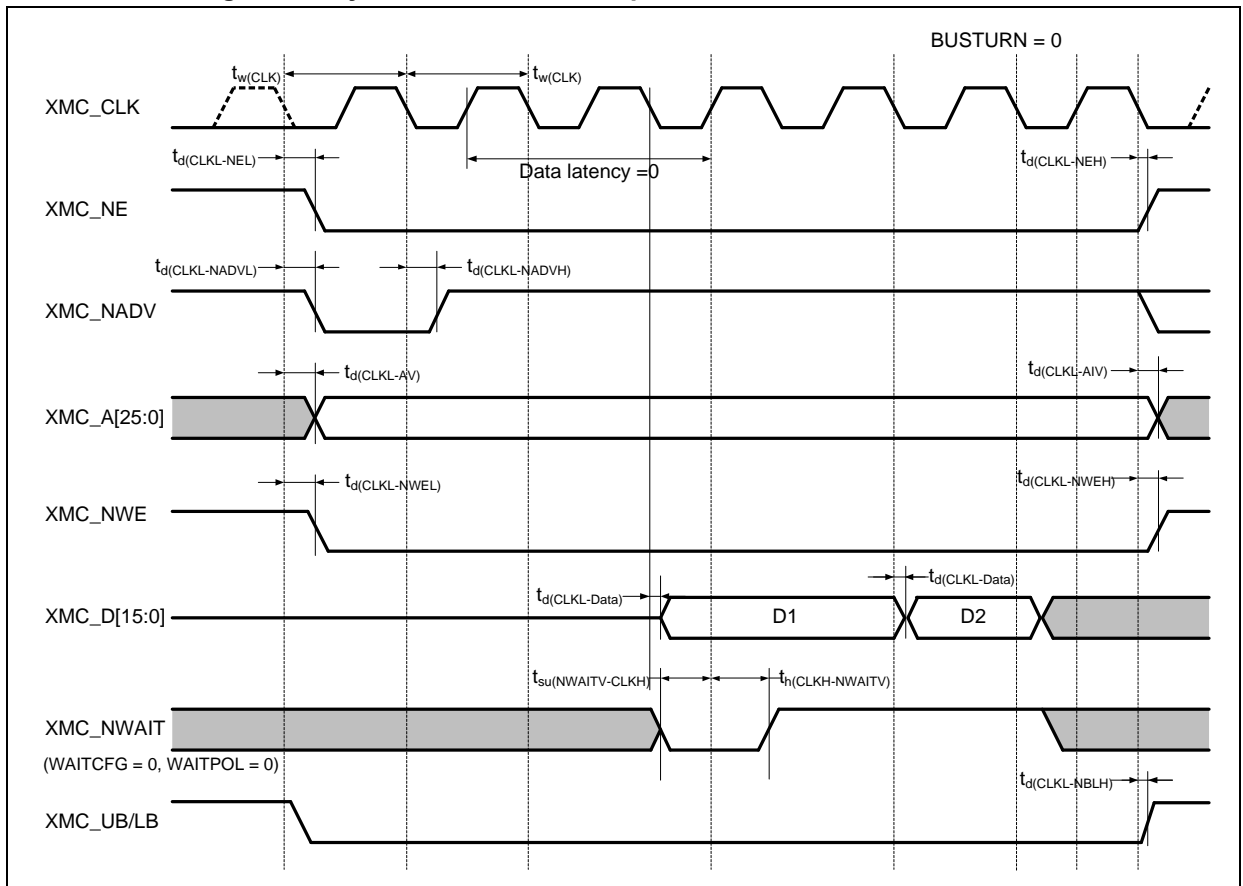 BUSTURN = 0
tw(CLK)
tw(CLK)
XMC_CLK
td(CLKL-NEL)
Data latency =0
td(CLKL-NEH)
XMC_NE
td(CLKL-NADVL)
td(CLKL-NADVH)
XMC_NADV
td(CLKL-AV)
td(CLKL-AIV)
XMC_A[25:0]
td(CLKL-NWEL)
td(CLKL-NWEH)
XMC_NWE
td(CLKL-Data)
td(CLKL-Data)
XMC_D[15:0]
D1
D2
tsu(NWAITV-CLKH)
th(CLKH-NWAITV)
XMC_NWAIT
(WAITCFG = 0, WAITPOL = 0)
td(CLKL-NBLH)
XMC_UB/LB